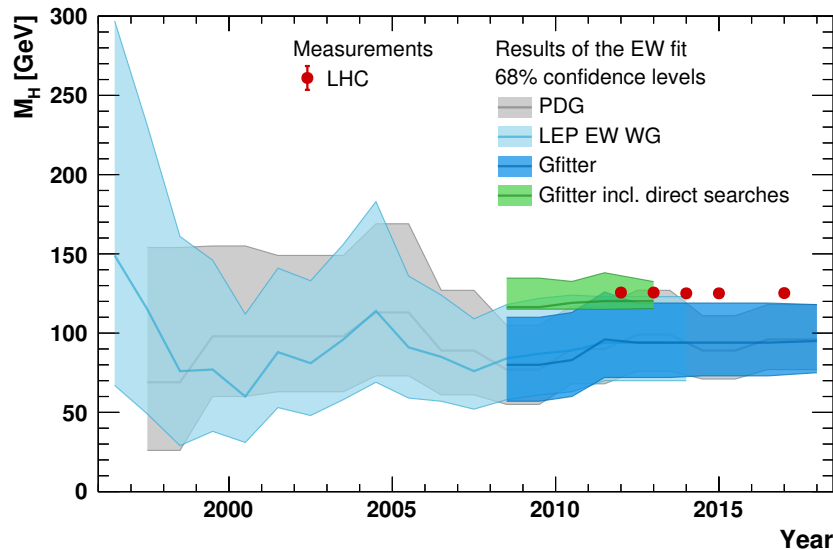 M_H [GeV]
300
250
200
150
100
50
0
Measurements
LHC
Results of the EW fit
68% confidence levels
PDG
LEP EW WG
Gfitter
Gfitter incl. direct searches
2000
2005
2010
2015
Year